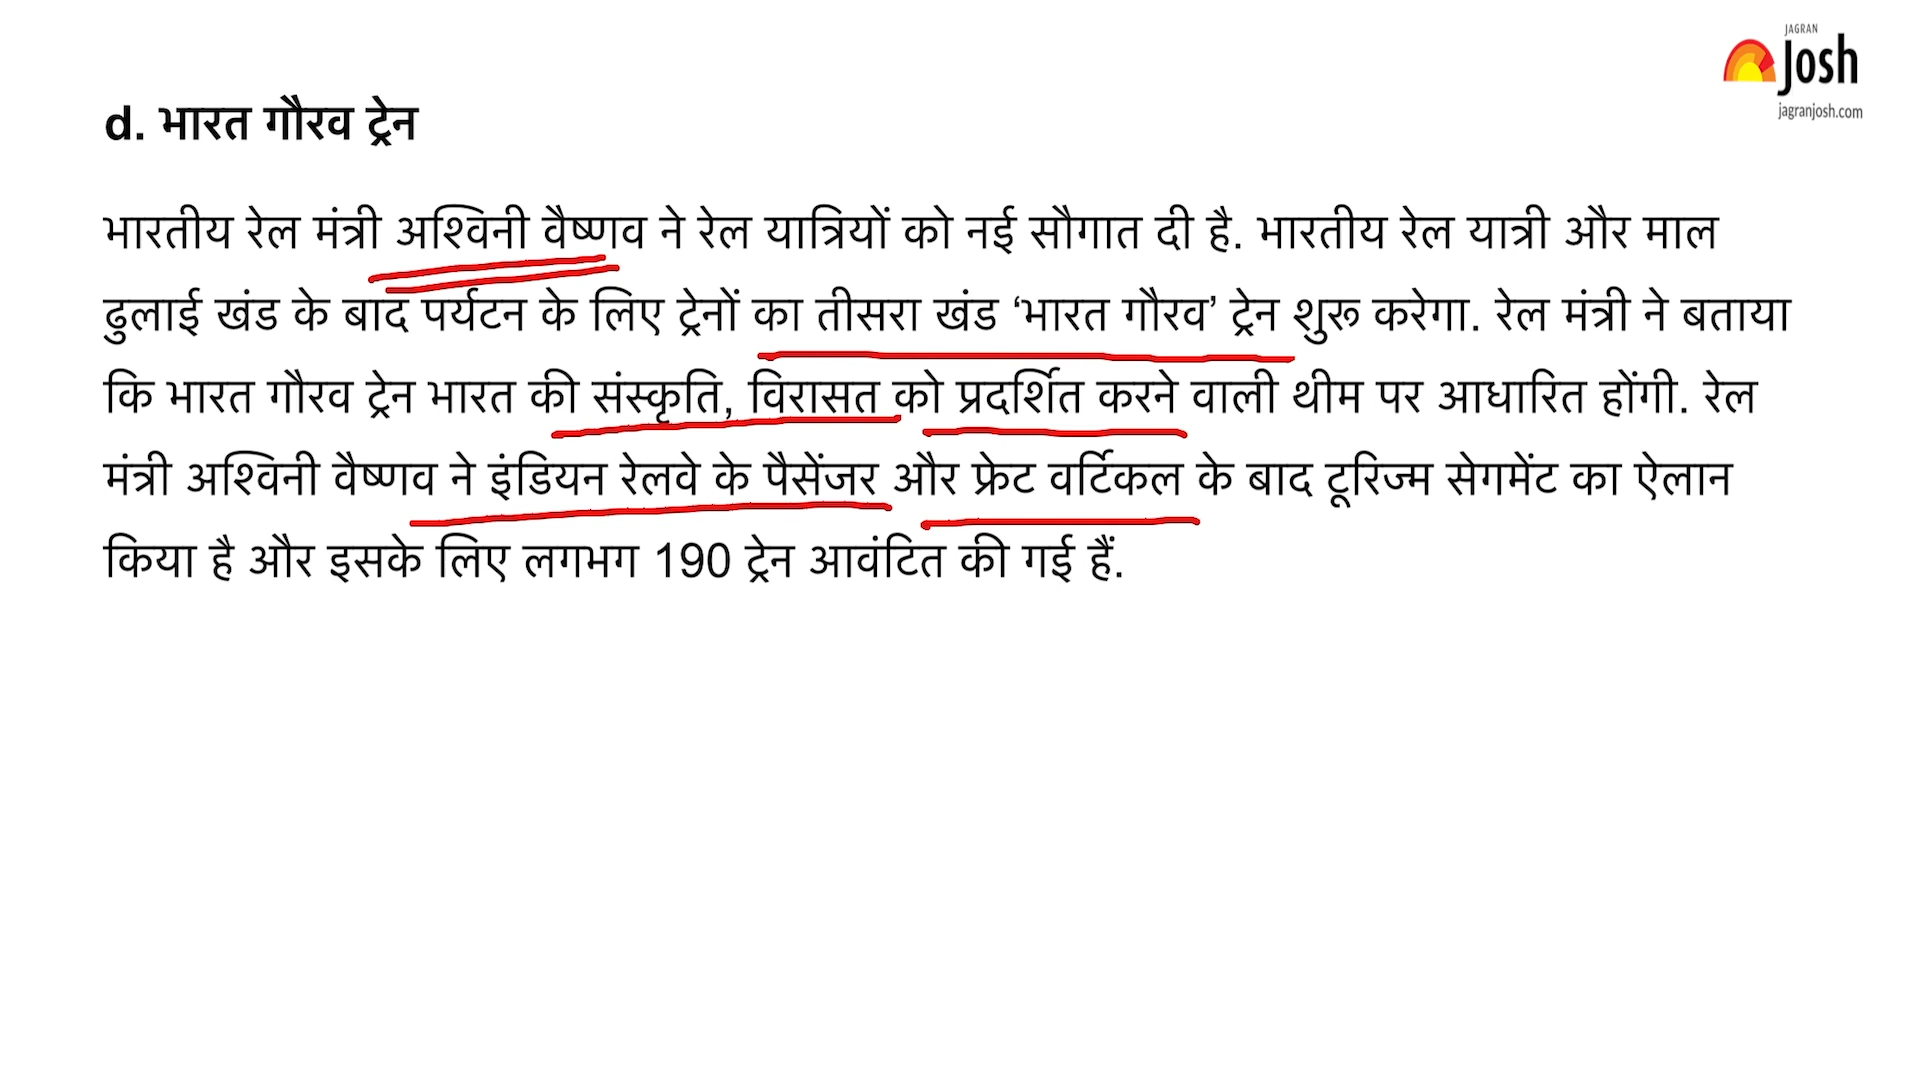 JAGRAN
Josh
jagranjosh.com
d. भारत गौरव ट्रेन
भारतीय रेल मंत्री अश्विनी वैष्णव ने रेल यात्रियों को नई सौगात दी है. भारतीय रेल यात्री और माल
ढुलाई खंड के बाद पर्यटन के लिए ट्रेनों का तीसरा खंड ‘भारत गौरव’ ट्रेन शुरू करेगा. रेल मंत्री ने बताया
कि भारत गौरव ट्रेन भारत की संस्कृति, विरासत को प्रदर्शित करने वाली थीम पर आधारित होंगी. रेल
मंत्री अश्विनी वैष्णव ने इंडियन रेलवे के पैसेंजर और फ्रेट वर्टिकल के बाद टूरिज्म सेगमेंट का ऐलान
किया है और इसके लिए लगभग 190 ट्रेन आवंटित की गई हैं.